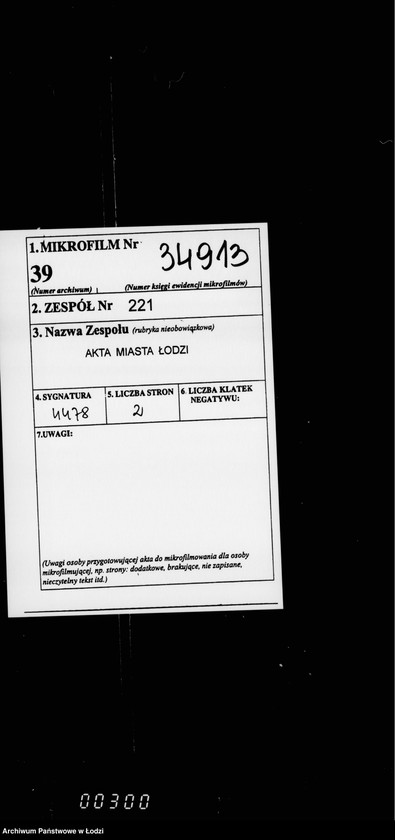 1. MIKROFILM Nr 34913
39
(Numer archiwum) (Numer księgi ewidencji mikrofilmów)
2. ZESPÓŁ Nr 221
3. Nazwa Zespołu (rubryka nieobowiązkowa)
AKTA MIASTA ŁODZI
4. SYGNATURA 5. LICZBA STRON 6 LICZBA KLATEK
NEGATYWU:
4478 2
7.UWAGI:
(Uwagi osoby przygotowującej akta do mikrofilmowania dla osoby
mikrofilmującej, np. strony: dodatkowe, brakujące, nie zapisane,
nieczytelny tekst itd.)
00300
Archiwum Państwowe w Łodzi